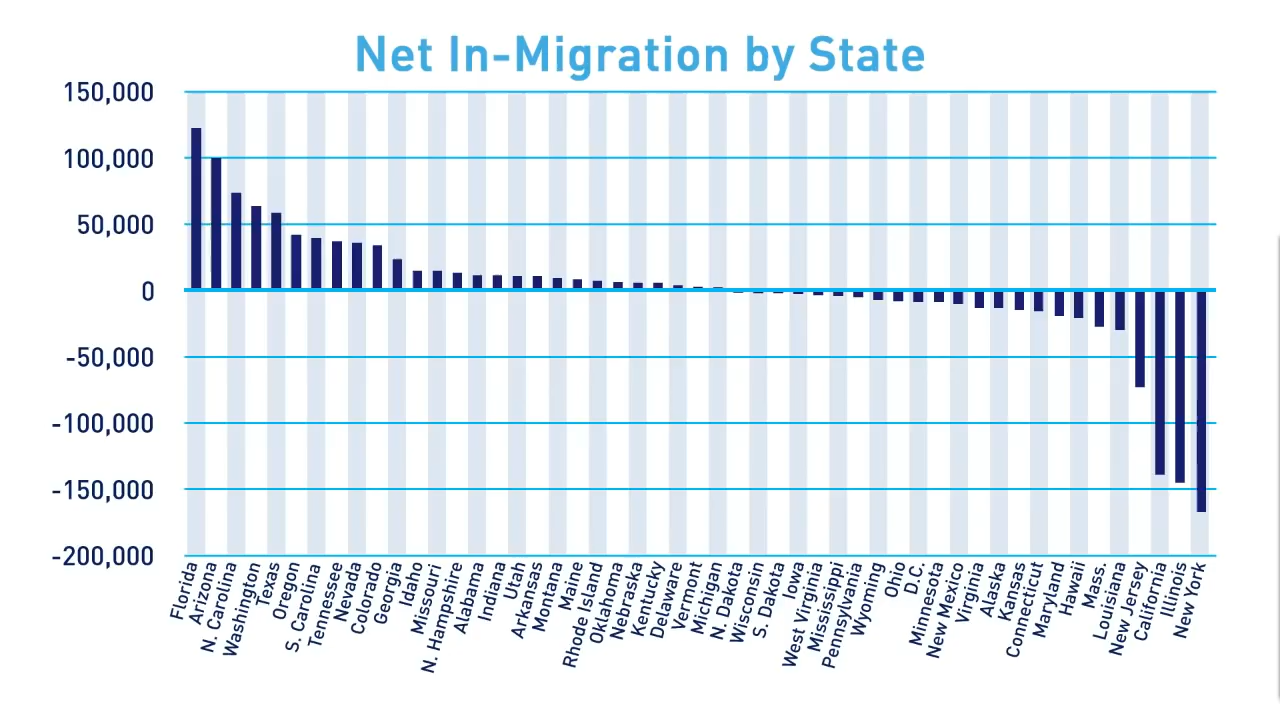 Net In-Migration by State
150,000
100,000
50,000
0
-50,000
-100,000
-150,000
-200,000
Florida
Arizona
N. Carolina
Washington
Texas
Oregon
S. Carolina
Tennessee
Nevada
Colorado
Georgia
Idaho
Missouri
N. Hampshire
Alabama
Indiana
Utah
Arkansas
Montana
Maine
Rhode Island
Oklahoma
Nebraska
Kentucky
Delaware
Vermont
Michigan
N. Dakota
Wisconsin
S. Dakota
Iowa
West Virginia
Mississippi
Pennsylvania
Wyoming
Ohio
D.C.
Minnesota
New Mexico
Virginia
Alaska
Kansas
Connecticut
Maryland
Hawaii
Mass.
Louisiana
New Jersey
California
Illinois
New York